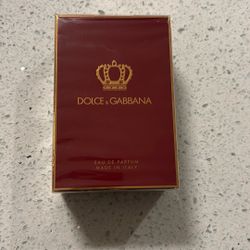 DOLCE & GABBANA
EAU DE PARFUM
MADE IN ITALY